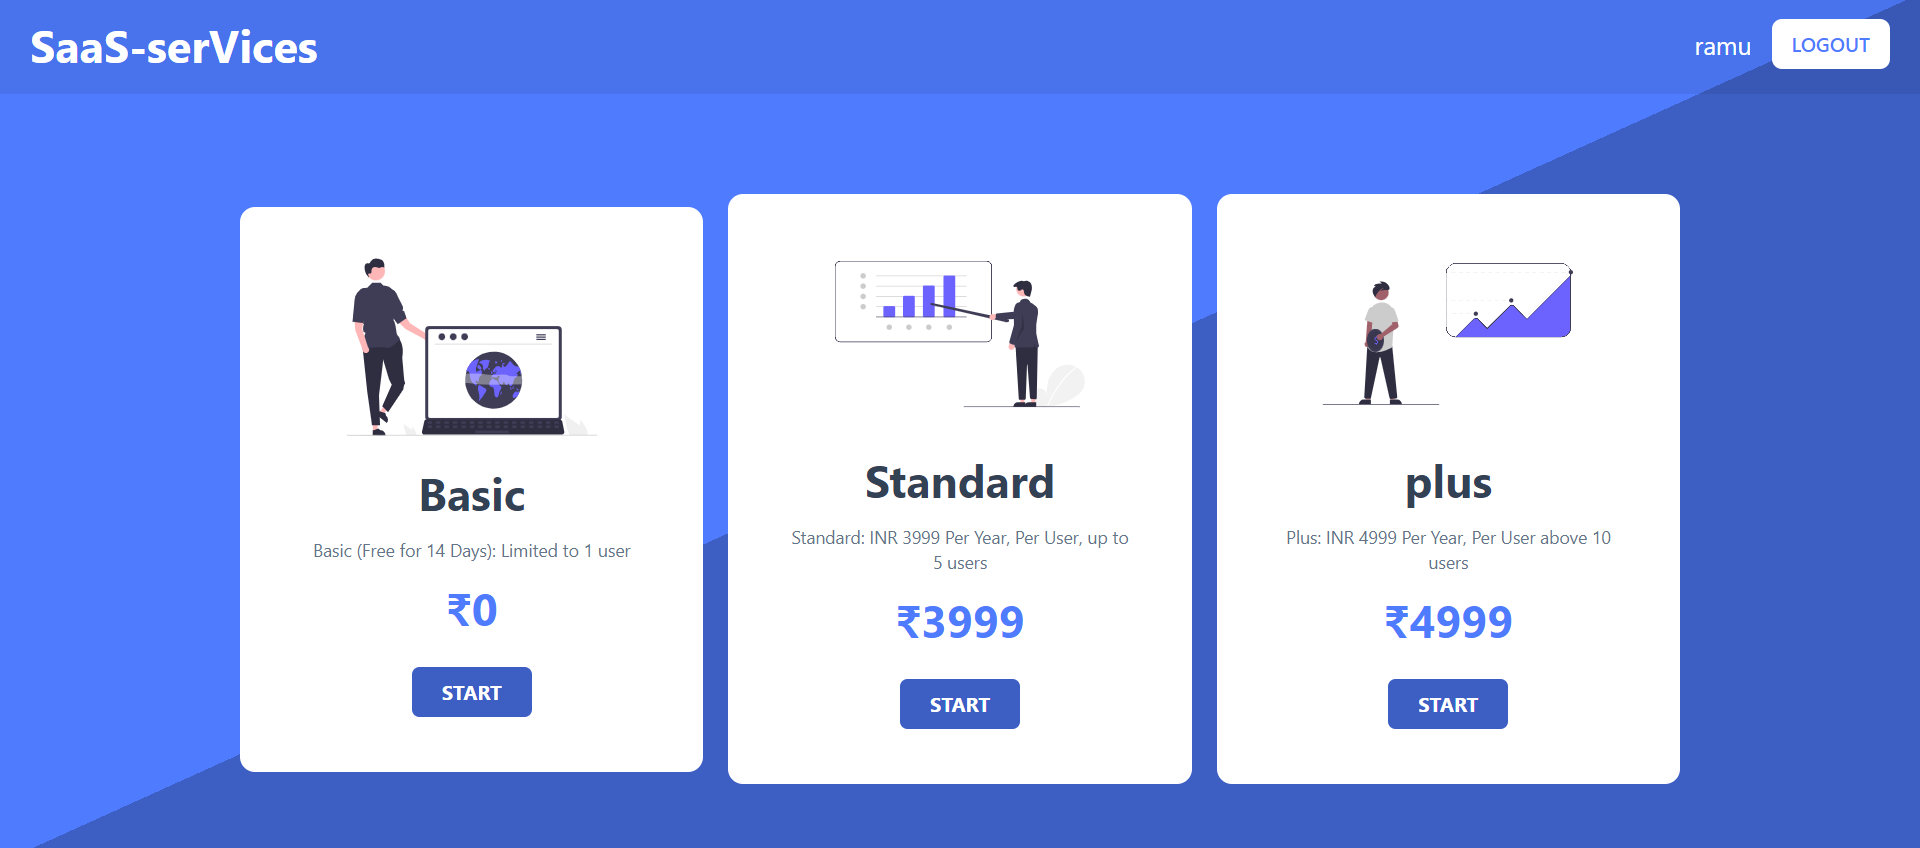 SaaS-serVices
ramu
LOGOUT
Basic
Basic (Free for 14 Days): Limited to 1 user
₹0
START
Standard
Standard: INR 3999 Per Year, Per User, up to
5 users
₹3999
START
plus
Plus: INR 4999 Per Year, Per User above 10
users
₹4999
START